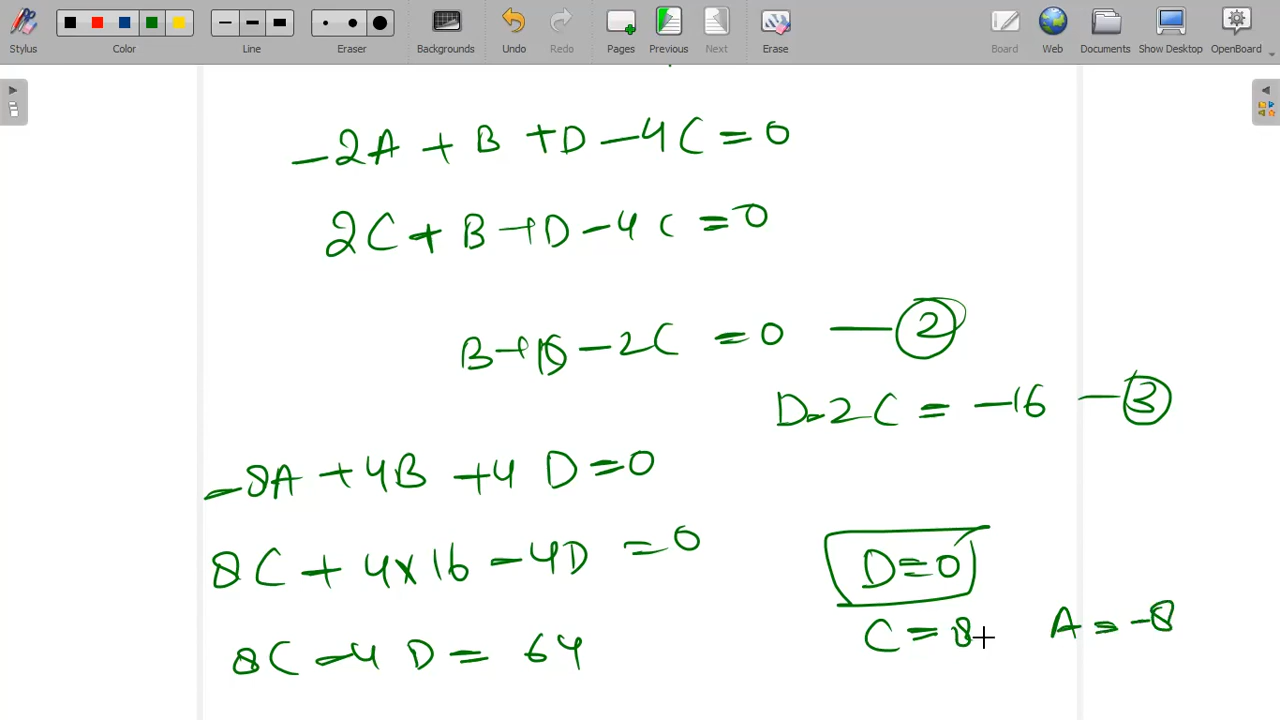 Stylus Color Line Eraser Backgrounds Undo Redo Pages Previous Next Erase Board Web Documents Show Desktop OpenBoard
-2A + B + D - 4C = 0
2C + B + D - 4C = 0
B + D - 2C = 0 — 2
D - 2C = -16 — 3
-8A + 4B + 4D = 0
8C + 4×16 - 4D = 0
D = 0
C = 8 A = -8
8C - 4D = 64